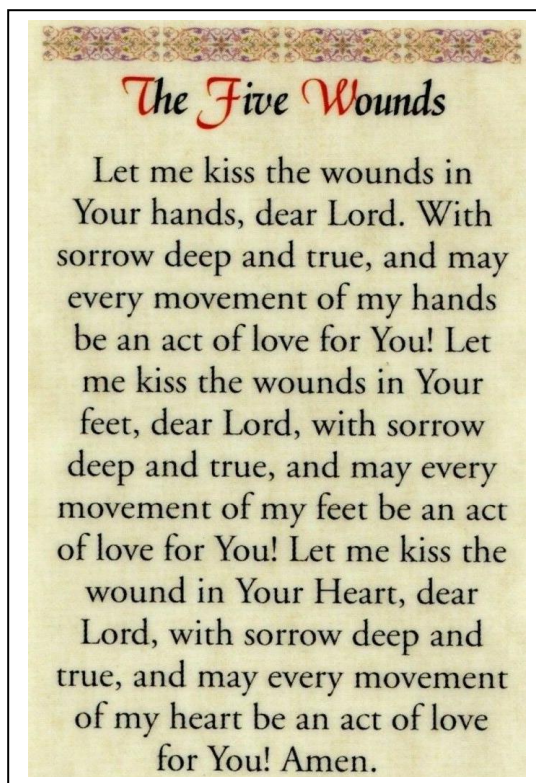 The Five Wounds
Let me kiss the wounds in
Your hands, dear Lord. With
sorrow deep and true, and may
every movement of my hands
be an act of love for You! Let
me kiss the wounds in Your
feet, dear Lord, with sorrow
deep and true, and may every
movement of my feet be an act
of love for You! Let me kiss the
wound in Your Heart, dear
Lord, with sorrow deep and
true, and may every movement
of my heart be an act of love
for You! Amen.